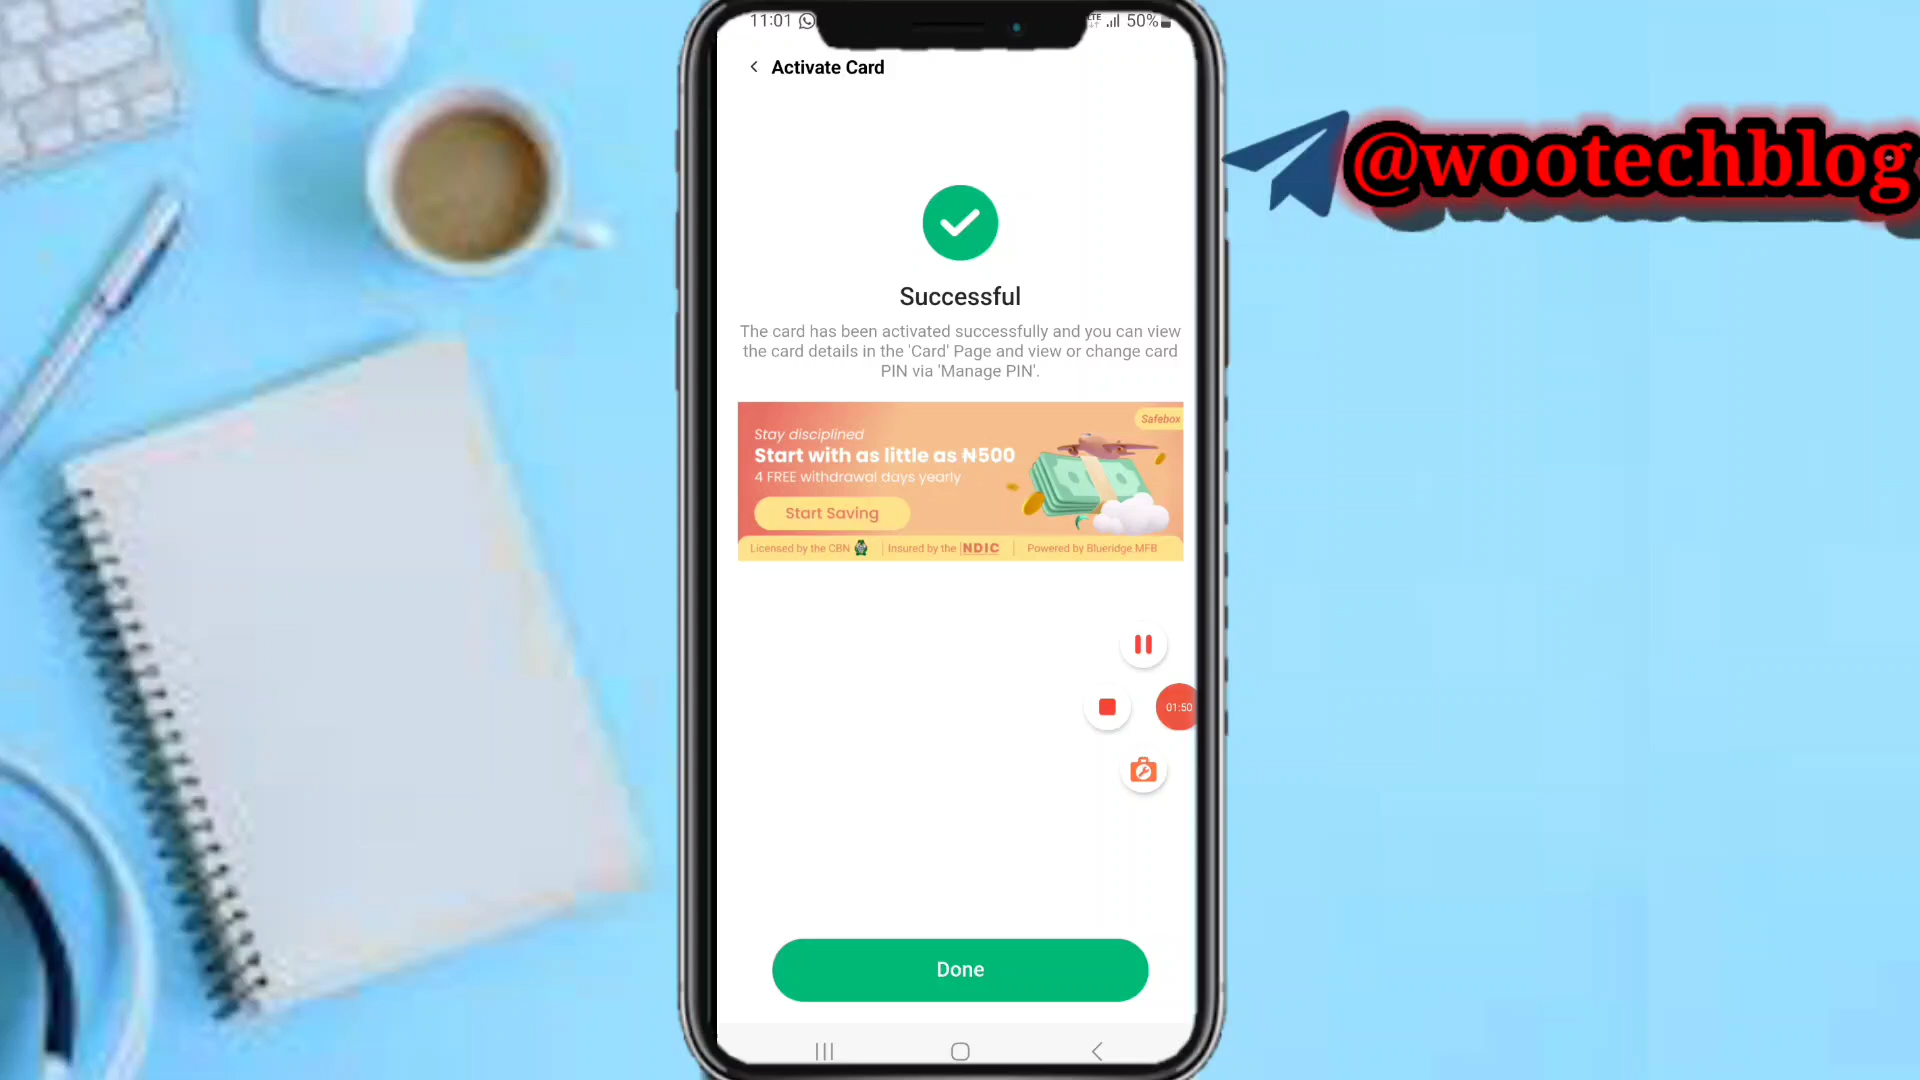 11:01
LTE
50%
Activate Card
@wootechblog
Successful
The card has been activated successfully and you can view
the card details in the 'Card' Page and view or change card
PIN via 'Manage PIN'.
Safebox
Stay disciplined
Start with as little as ₦500
4 FREE withdrawal days yearly
Start Saving
Licensed by the CBN
Insured by the NDIC
Powered by Blueridge MFB
01:50
Done